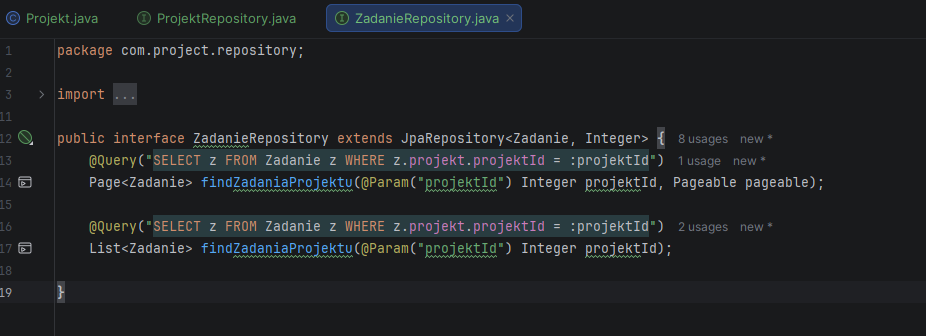 Projekt.java ProjektRepository.java ZadanieRepository.java ×
1 package com.project.repository;
2
3 > import ...
11
12 public interface ZadanieRepository extends JpaRepository<Zadanie, Integer> { 8 usages new *
13 @Query("SELECT z FROM Zadanie z WHERE z.projekt.projektId = :projektId") 1 usage new *
14 Page<Zadanie> findZadaniaProjektu(@Param("projektId") Integer projektId, Pageable pageable);
15
16 @Query("SELECT z FROM Zadanie z WHERE z.projekt.projektId = :projektId") 2 usages new *
17 List<Zadanie> findZadaniaProjektu(@Param("projektId") Integer projektId);
18
19 }